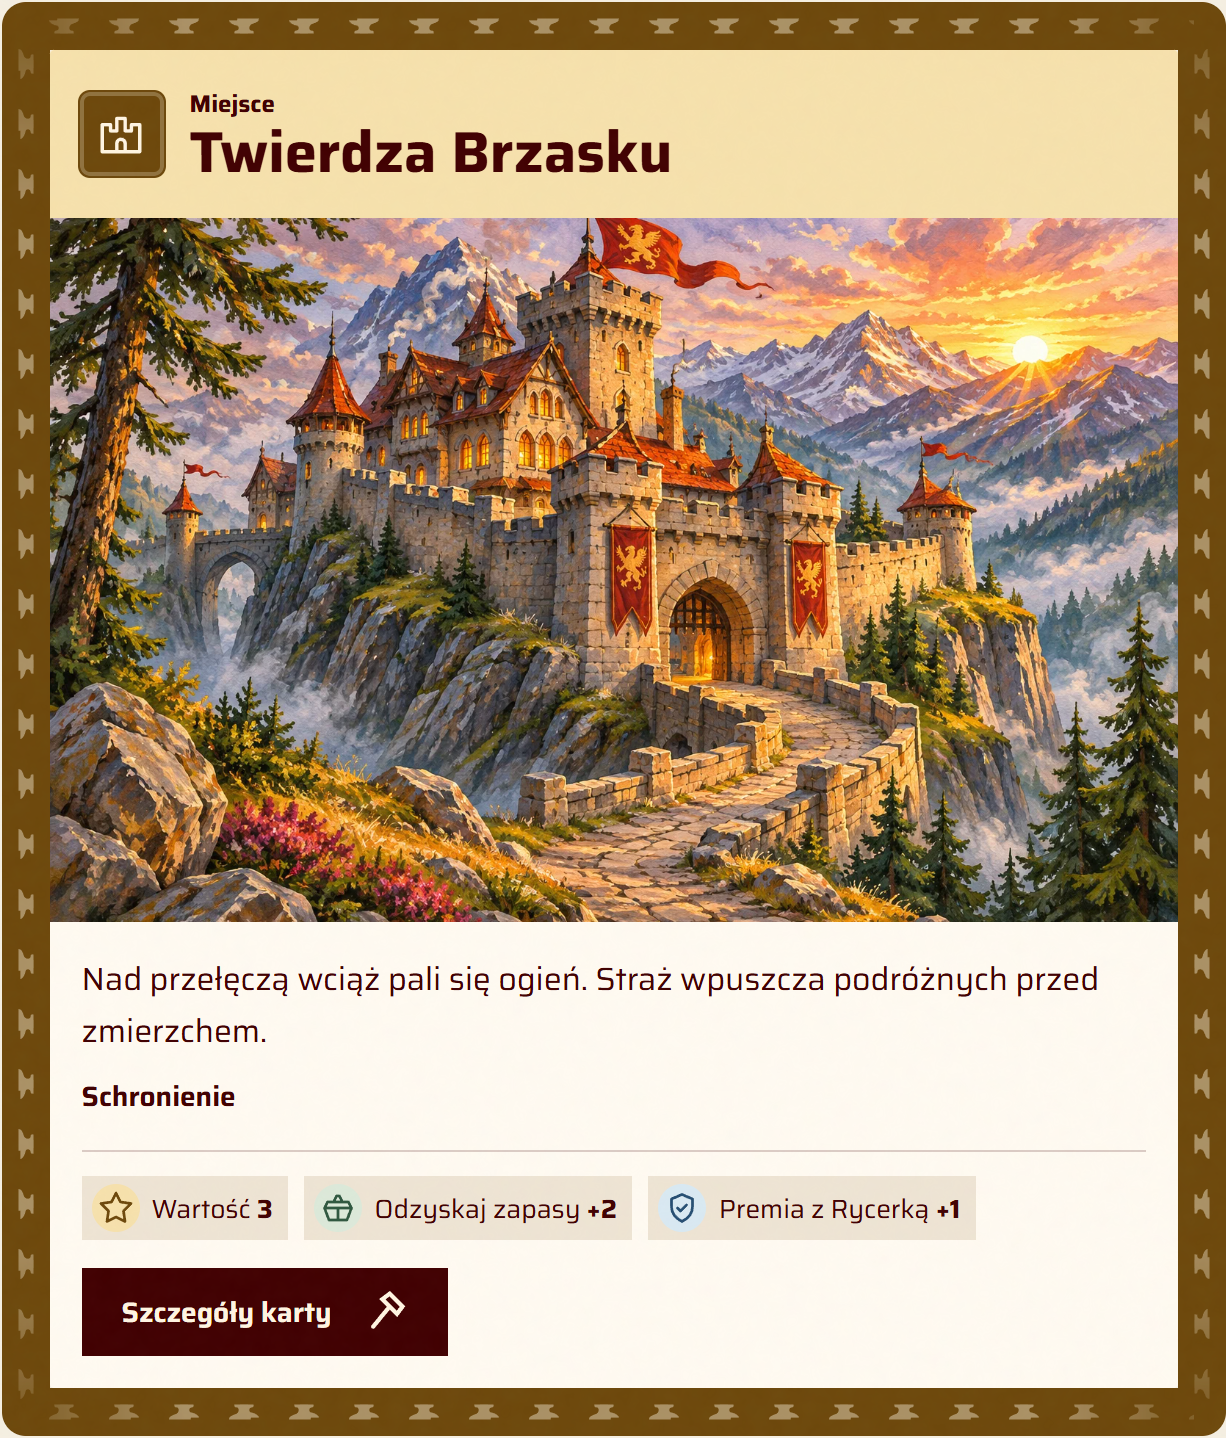 Miejsce
Twierdza Brzasku
Nad przełęczą wciąż pali się ogień. Straż wpuszcza podróżnych przed
zmierzchem.
Schronienie
Wartość 3
Odzyskaj zapasy +2
Premia z Rycerką +1
Szczegóły karty